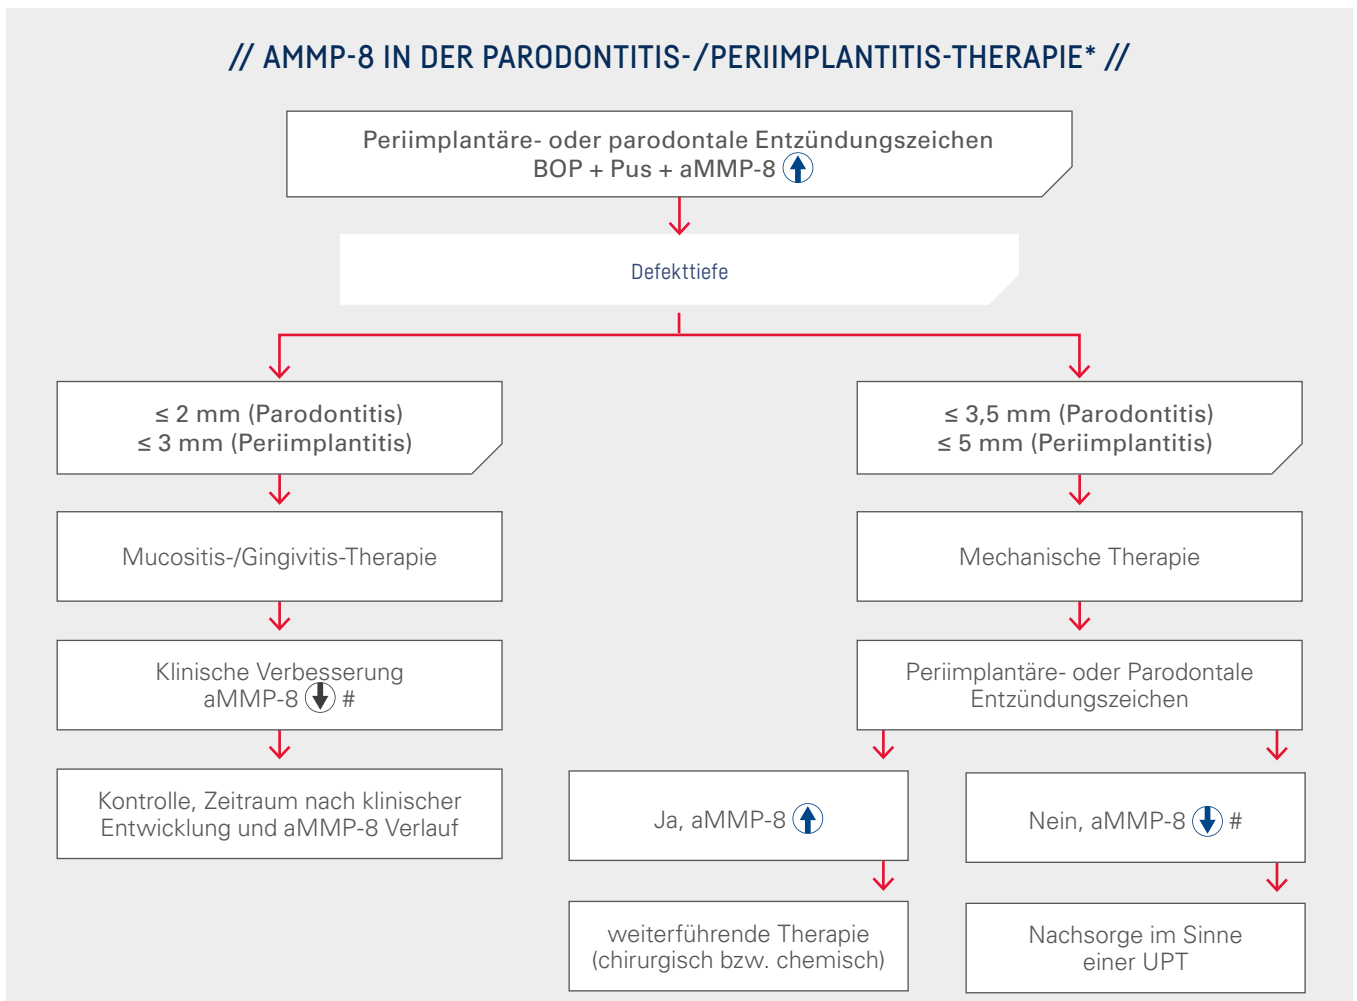 // AMMP-8 IN DER PARODONTITIS-/PERIIMPLANTITIS-THERAPIE* //
Periimplantäre- oder parodontale Entzündungszeichen
BOP + Pus + aMMP-8
Defekttiefe
≤ 2 mm (Parodontitis)
≤ 3 mm (Periimplantitis)
≤ 3,5 mm (Parodontitis)
≤ 5 mm (Periimplantitis)
Mucositis-/Gingivitis-Therapie
Mechanische Therapie
Klinische Verbesserung
aMMP-8 #
Periimplantäre- oder Parodontale
Entzündungszeichen
Kontrolle, Zeitraum nach klinischer
Entwicklung und aMMP-8 Verlauf
Ja, aMMP-8
Nein, aMMP-8 #
weiterführende Therapie
(chirurgisch bzw. chemisch)
Nachsorge im Sinne
einer UPT